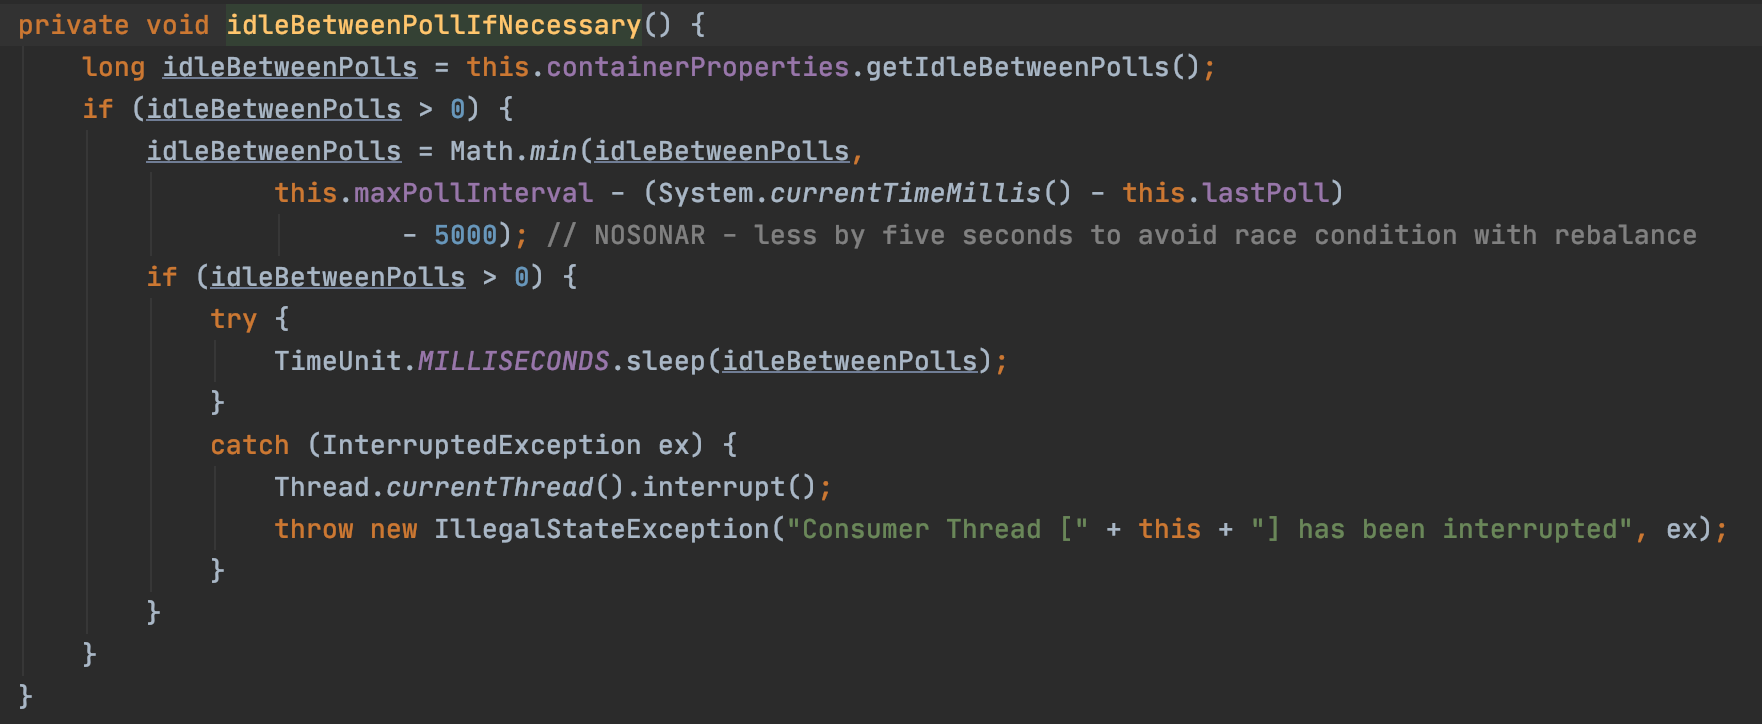 private void idleBetweenPollIfNecessary() {
    long idleBetweenPolls = this.containerProperties.getIdleBetweenPolls();
    if (idleBetweenPolls > 0) {
        idleBetweenPolls = Math.min(idleBetweenPolls,
                this.maxPollInterval - (System.currentTimeMillis() - this.lastPoll)
                        - 5000); // NOSONAR - less by five seconds to avoid race condition with rebalance
        if (idleBetweenPolls > 0) {
            try {
                TimeUnit.MILLISECONDS.sleep(idleBetweenPolls);
            }
            catch (InterruptedException ex) {
                Thread.currentThread().interrupt();
                throw new IllegalStateException("Consumer Thread [" + this + "] has been interrupted", ex);
            }
        }
    }
}